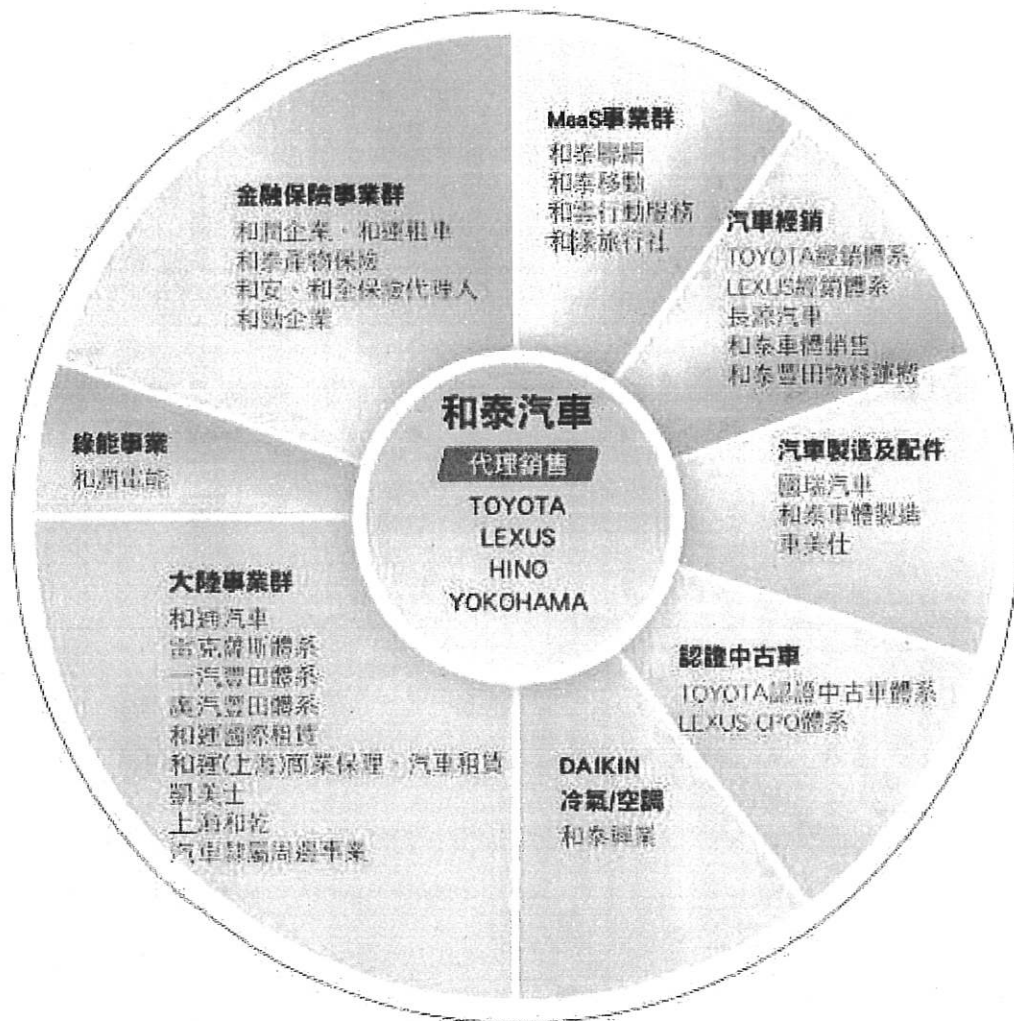 和泰汽車
代理銷售
TOYOTA
LEXUS
HINO
YOKOHAMA
MaaS事業群
和泰聯網
和泰移動
和雲行動服務
和漾旅行社
汽車經銷
TOYOTA經銷體系
LEXUS經銷體系
長源汽車
和泰車體銷售
和泰豐田物料運搬
汽車製造及配件
國瑞汽車
和泰車體製造
車美仕
認證中古車
TOYOTA認證中古車體系
LEXUS CPO體系
DAIKIN
冷氣/空調
和泰興業
大陸事業群
和通汽車
雷克薩斯體系
一汽豐田體系
廣汽豐田體系
和運國際租賃
和運(上海)商業保理、汽車租賃
凱美士
上海和乾
汽車隸屬周邊事業
綠能事業
和潤電能
金融保險事業群
和潤企業、和運租車
和泰產物保險
和安、和全保險代理人
和勁企業